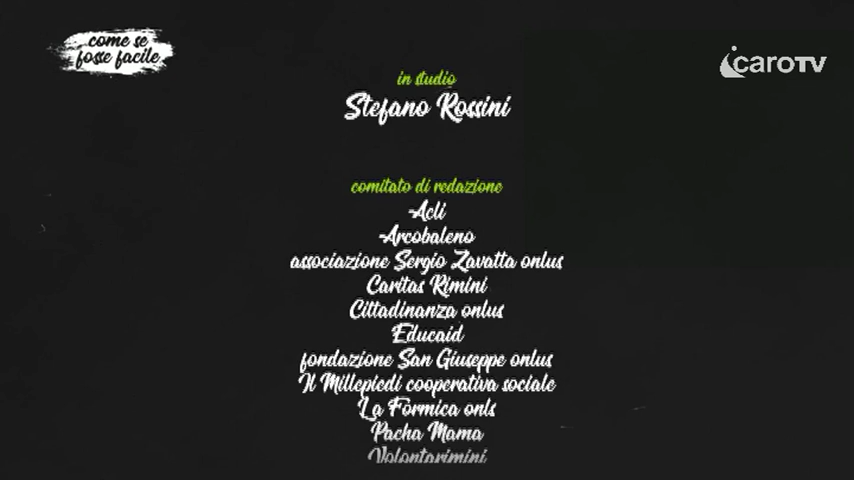 come se
fosse facile
icaroTV
in studio
Stefano Rossini
comitato di redazione
Acli
Arcobaleno
associazione Sergio Zavatta onlus
Caritas Rimini
Cittadinanza onlus
Educaid
fondazione San Giuseppe onlus
Il Millepiedi cooperativa sociale
La Formica onls
Pacha Mama
Volontarimini